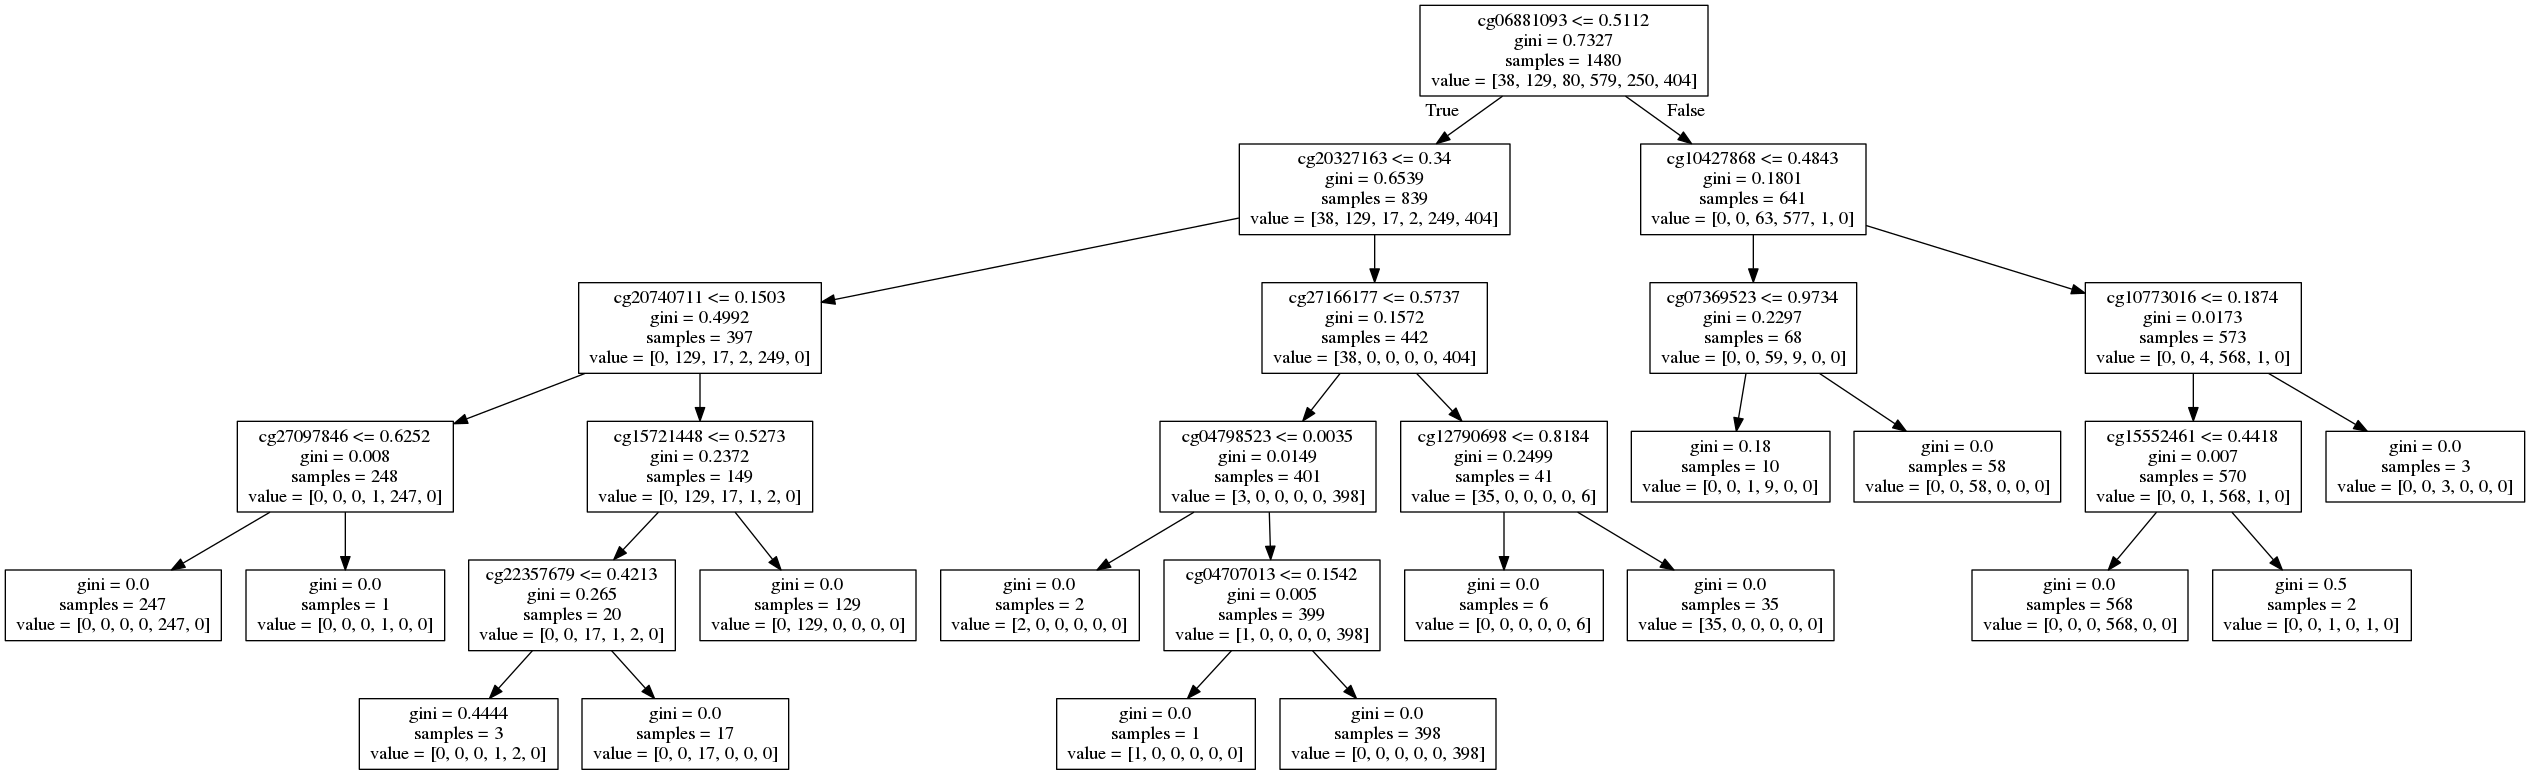 cg06881093 <= 0.5112
gini = 0.7327
samples = 1480
value = [38, 129, 80, 579, 250, 404]
True
False
cg20327163 <= 0.34
gini = 0.6539
samples = 839
value = [38, 129, 17, 2, 249, 404]
cg10427868 <= 0.4843
gini = 0.1801
samples = 641
value = [0, 0, 63, 577, 1, 0]
cg20740711 <= 0.1503
gini = 0.4992
samples = 397
value = [0, 129, 17, 2, 249, 0]
cg27166177 <= 0.5737
gini = 0.1572
samples = 442
value = [38, 0, 0, 0, 0, 404]
cg07369523 <= 0.9734
gini = 0.2297
samples = 68
value = [0, 0, 59, 9, 0, 0]
cg10773016 <= 0.1874
gini = 0.0173
samples = 573
value = [0, 0, 4, 568, 1, 0]
cg27097846 <= 0.6252
gini = 0.008
samples = 248
value = [0, 0, 0, 1, 247, 0]
cg15721448 <= 0.5273
gini = 0.2372
samples = 149
value = [0, 129, 17, 1, 2, 0]
cg04798523 <= 0.0035
gini = 0.0149
samples = 401
value = [3, 0, 0, 0, 0, 398]
cg12790698 <= 0.8184
gini = 0.2499
samples = 41
value = [35, 0, 0, 0, 0, 6]
gini = 0.18
samples = 10
value = [0, 0, 1, 9, 0, 0]
gini = 0.0
samples = 58
value = [0, 0, 58, 0, 0, 0]
cg15552461 <= 0.4418
gini = 0.007
samples = 570
value = [0, 0, 1, 568, 1, 0]
gini = 0.0
samples = 3
value = [0, 0, 3, 0, 0, 0]
gini = 0.0
samples = 247
value = [0, 0, 0, 0, 247, 0]
gini = 0.0
samples = 1
value = [0, 0, 0, 1, 0, 0]
cg22357679 <= 0.4213
gini = 0.265
samples = 20
value = [0, 0, 17, 1, 2, 0]
gini = 0.0
samples = 129
value = [0, 129, 0, 0, 0, 0]
gini = 0.0
samples = 2
value = [2, 0, 0, 0, 0, 0]
cg04707013 <= 0.1542
gini = 0.005
samples = 399
value = [1, 0, 0, 0, 0, 398]
gini = 0.0
samples = 6
value = [0, 0, 0, 0, 0, 6]
gini = 0.0
samples = 35
value = [35, 0, 0, 0, 0, 0]
gini = 0.0
samples = 568
value = [0, 0, 0, 568, 0, 0]
gini = 0.5
samples = 2
value = [0, 0, 1, 0, 1, 0]
gini = 0.4444
samples = 3
value = [0, 0, 0, 1, 2, 0]
gini = 0.0
samples = 17
value = [0, 0, 17, 0, 0, 0]
gini = 0.0
samples = 1
value = [1, 0, 0, 0, 0, 0]
gini = 0.0
samples = 398
value = [0, 0, 0, 0, 0, 398]